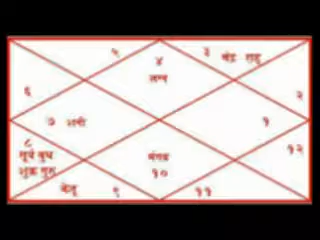 ५
४
३ चंद्र राहु
लग्न
६
२
७ शनी
१
८
सूर्य बुध
शुक्र गुरु
मंगळ
१०
१२
केतू
९
११